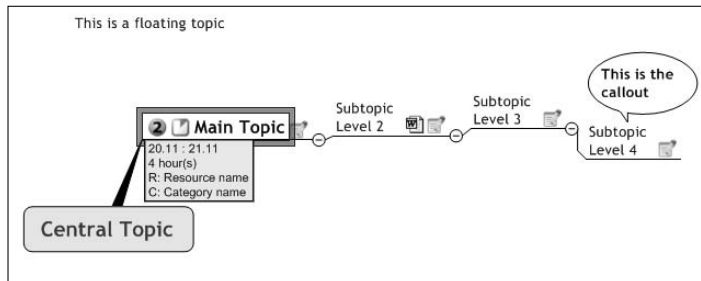 This is a floating topic
This is the
callout
2 Main Topic
Subtopic
Level 2
W
Subtopic
Level 3
Subtopic
Level 4
20.11 : 21.11
4 hour(s)
R: Resource name
C: Category name
Central Topic